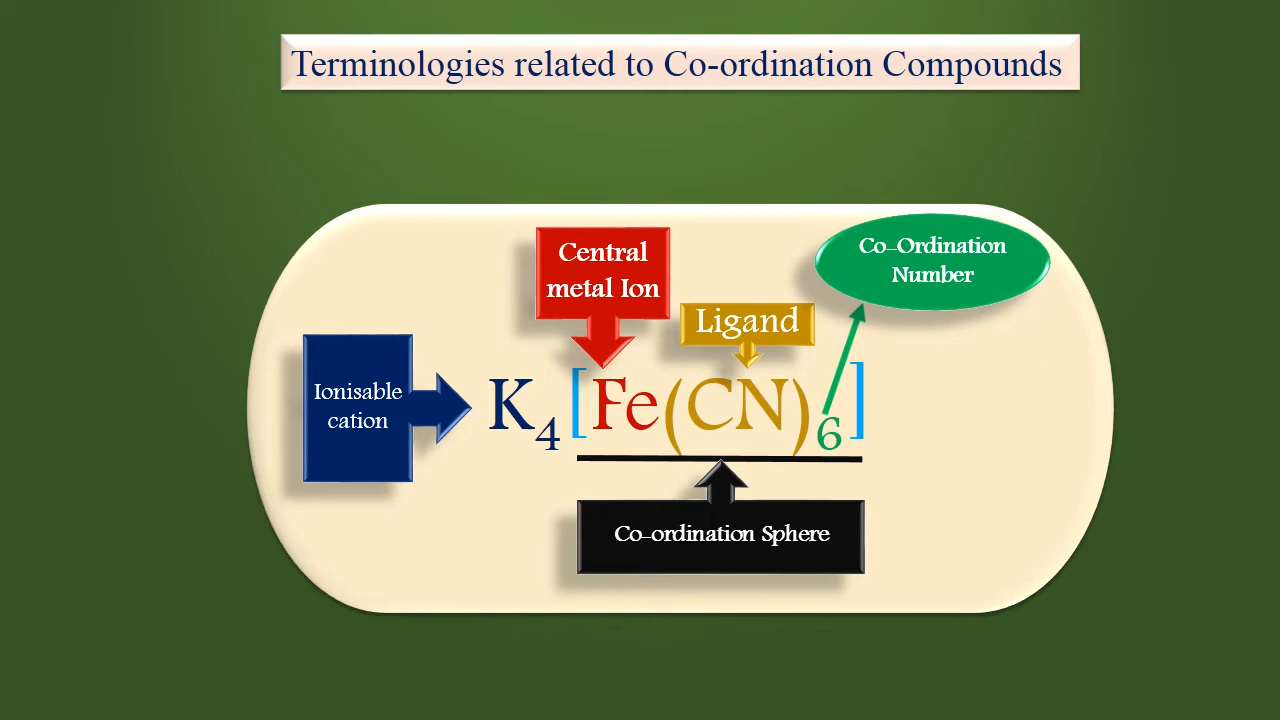 Terminologies related to Co-ordination Compounds
Central
metal Ion
Co-Ordination
Number
Ligand
Ionisable
cation
K4[Fe(CN)6]
Co-ordination Sphere